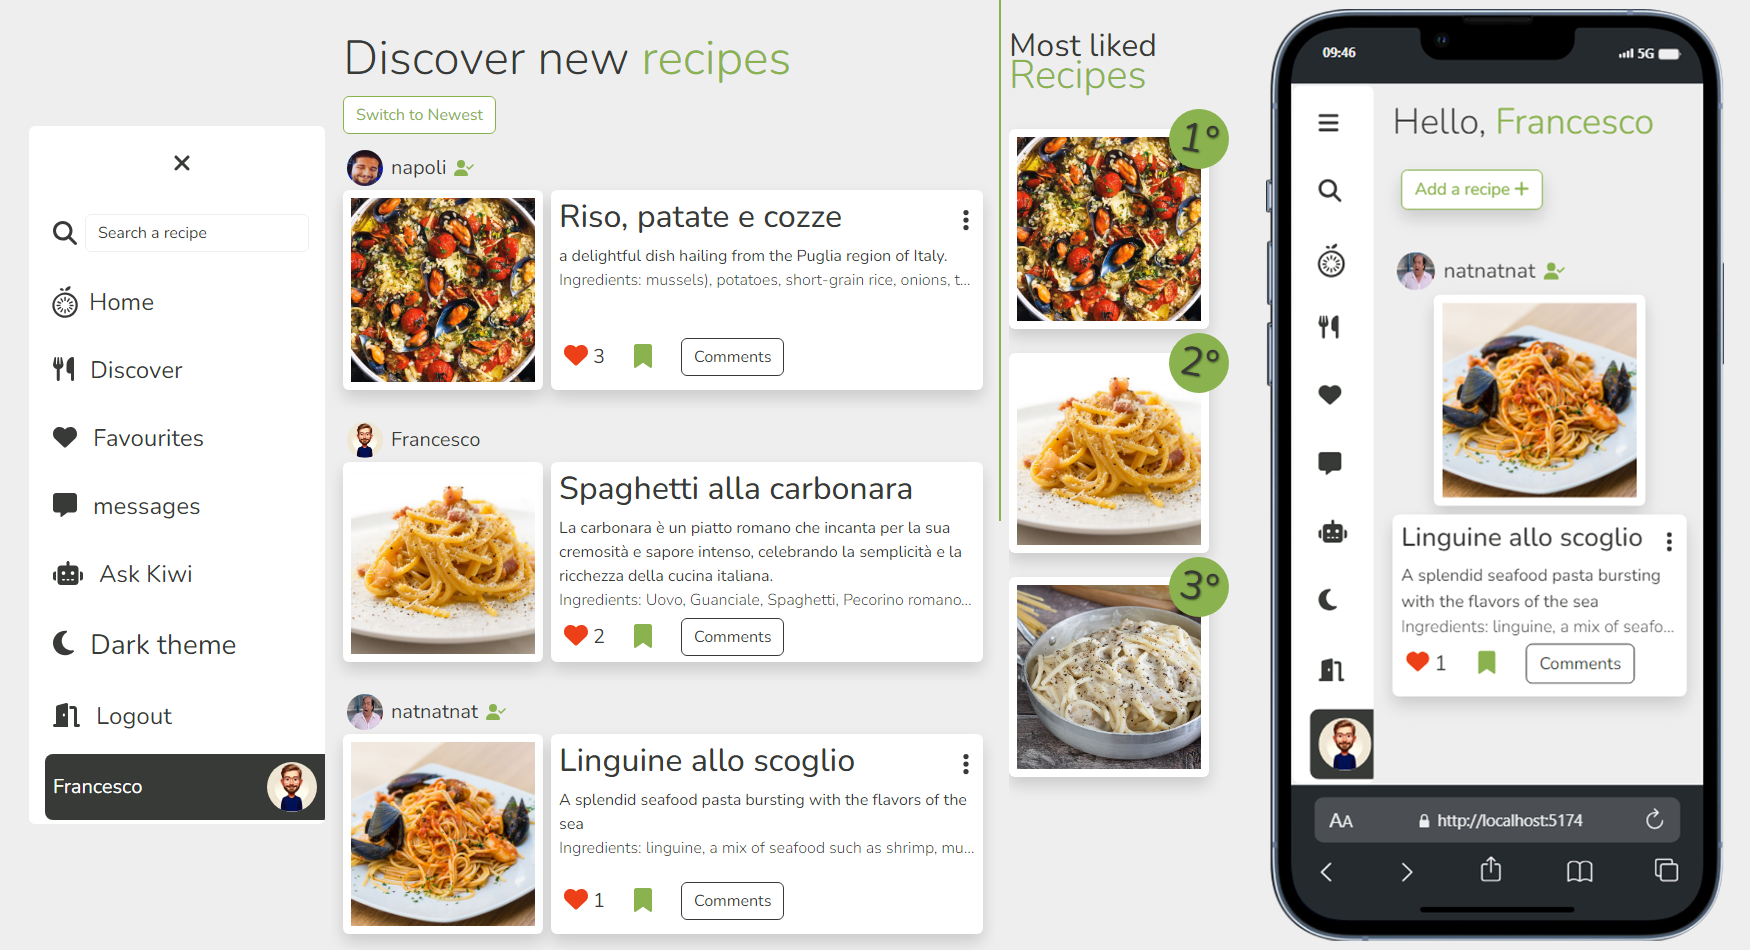 Search a recipe
Home
Discover
Favourites
messages
Ask Kiwi
Dark theme
Logout
Francesco
Discover new recipes
Switch to Newest
napoli
Riso, patate e cozze
a delightful dish hailing from the Puglia region of Italy.
Ingredients: mussels), potatoes, short-grain rice, onions, t...
3
Comments
Francesco
Spaghetti alla carbonara
La carbonara è un piatto romano che incanta per la sua
cremosità e sapore intenso, celebrando la semplicità e la
ricchezza della cucina italiana.
Ingredients: Uovo, Guanciale, Spaghetti, Pecorino romano...
2
Comments
natnatnat
Linguine allo scoglio
A splendid seafood pasta bursting with the flavors of the
sea
Ingredients: linguine, a mix of seafood such as shrimp, mu...
1
Comments
Most liked
Recipes
1°
2°
3°
09:46
5G
Hello, Francesco
Add a recipe +
natnatnat
Linguine allo scoglio
A splendid seafood pasta bursting
with the flavors of the sea
Ingredients: linguine, a mix of seafo...
1
Comments
AA
http://localhost:5174